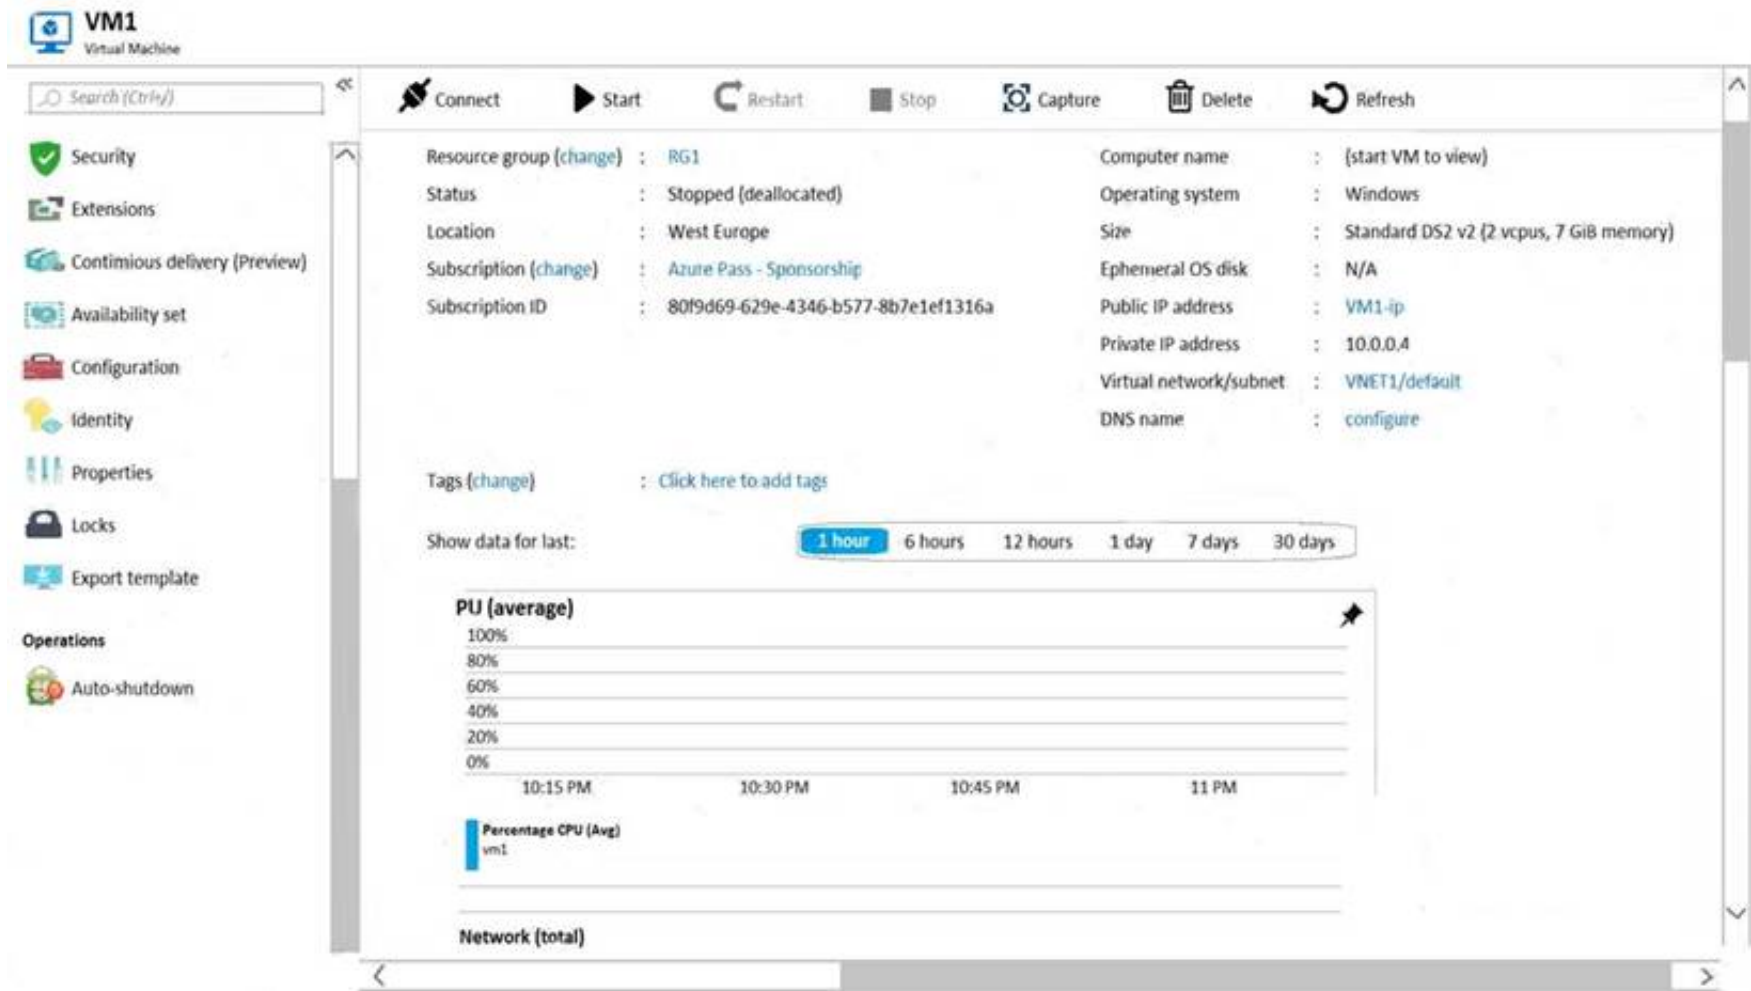 VM1
Virtual Machine
Search (Ctrl+/)
Connect
Start
Restart
Stop
Capture
Delete
Refresh
Security
Extensions
Contimious delivery (Preview)
Availability set
Configuration
Identity
Properties
Locks
Export template
Operations
Auto-shutdown
Resource group (change) : RG1
Status : Stopped (deallocated)
Location : West Europe
Subscription (change) : Azure Pass - Sponsorship
Subscription ID : 80f9d69-629e-4346-b577-8b7e1ef1316a
Computer name : (start VM to view)
Operating system : Windows
Size : Standard DS2 v2 (2 vcpus, 7 GiB memory)
Ephemeral OS disk : N/A
Public IP address : VM1-ip
Private IP address : 10.0.0.4
Virtual network/subnet : VNET1/default
DNS name : configure
Tags (change) : Click here to add tags
Show data for last: 1 hour 6 hours 12 hours 1 day 7 days 30 days
PU (average)
100%
80%
60%
40%
20%
0%
10:15 PM 10:30 PM 10:45 PM 11 PM
Percentage CPU (Avg)
vm1
Network (total)